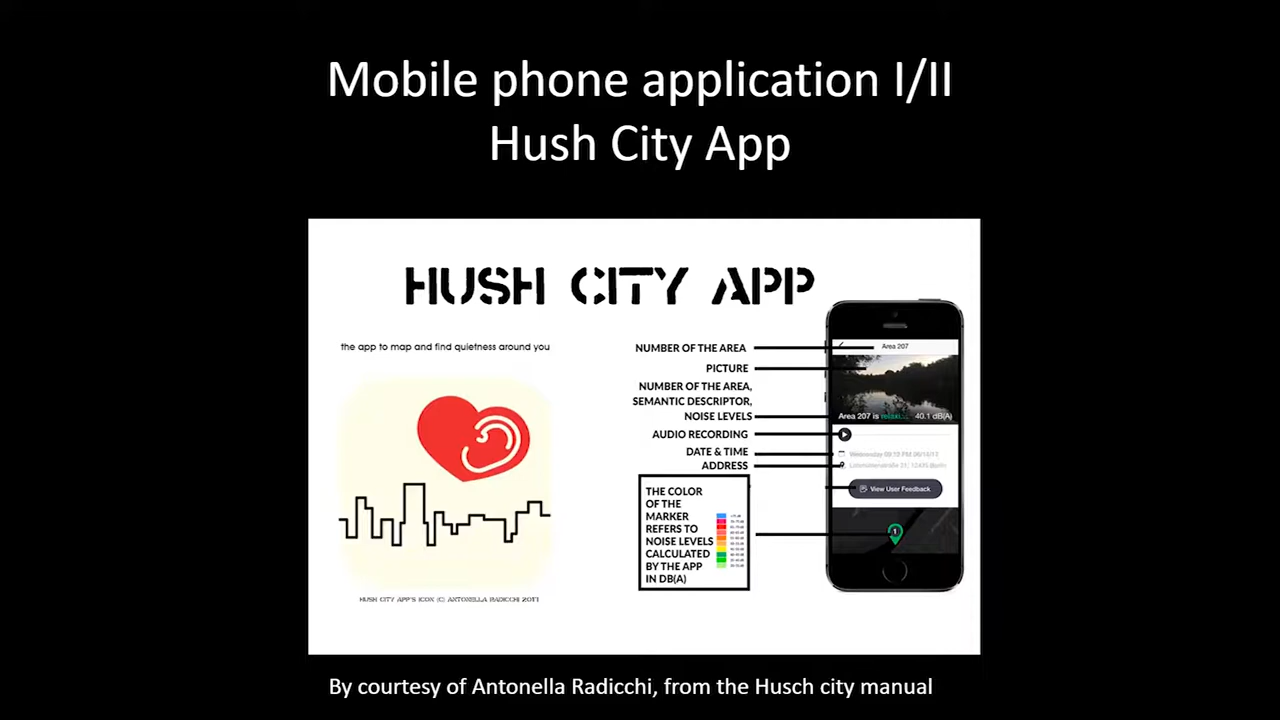 Mobile phone application I/II
Hush City App
HUSH CITY APP
the app to map and find quietness around you
HUSH CITY APP'S ICON (C) ANTONELLA RADICCHI 2017
NUMBER OF THE AREA
PICTURE
NUMBER OF THE AREA,
SEMANTIC DESCRIPTOR,
NOISE LEVELS
AUDIO RECORDING
DATE & TIME
ADDRESS
THE COLOR
OF THE
MARKER
REFERS TO
NOISE LEVELS
CALCULATED
BY THE APP
IN DB(A)
Area 207
Area 207 is 40.1 dB(A)
View User Feedback
1
By courtesy of Antonella Radicchi, from the Husch city manual